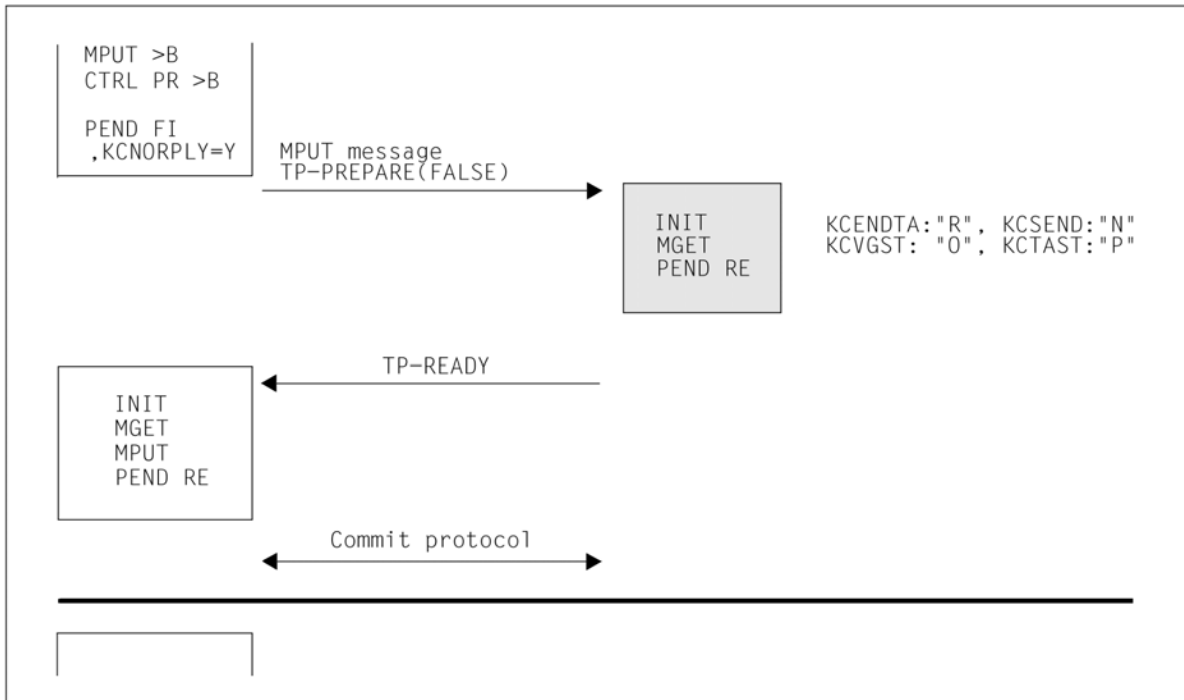 MPUT >B
CTRL PR >B
PEND FI
,KCNORPLY=Y
MPUT message
TP-PREPARE(FALSE)
INIT
MGET
PEND RE
KCENDTA:"R", KCSEND:"N"
KCVGST: "O", KCTAST:"P"
TP-READY
INIT
MGET
MPUT
PEND RE
Commit protocol